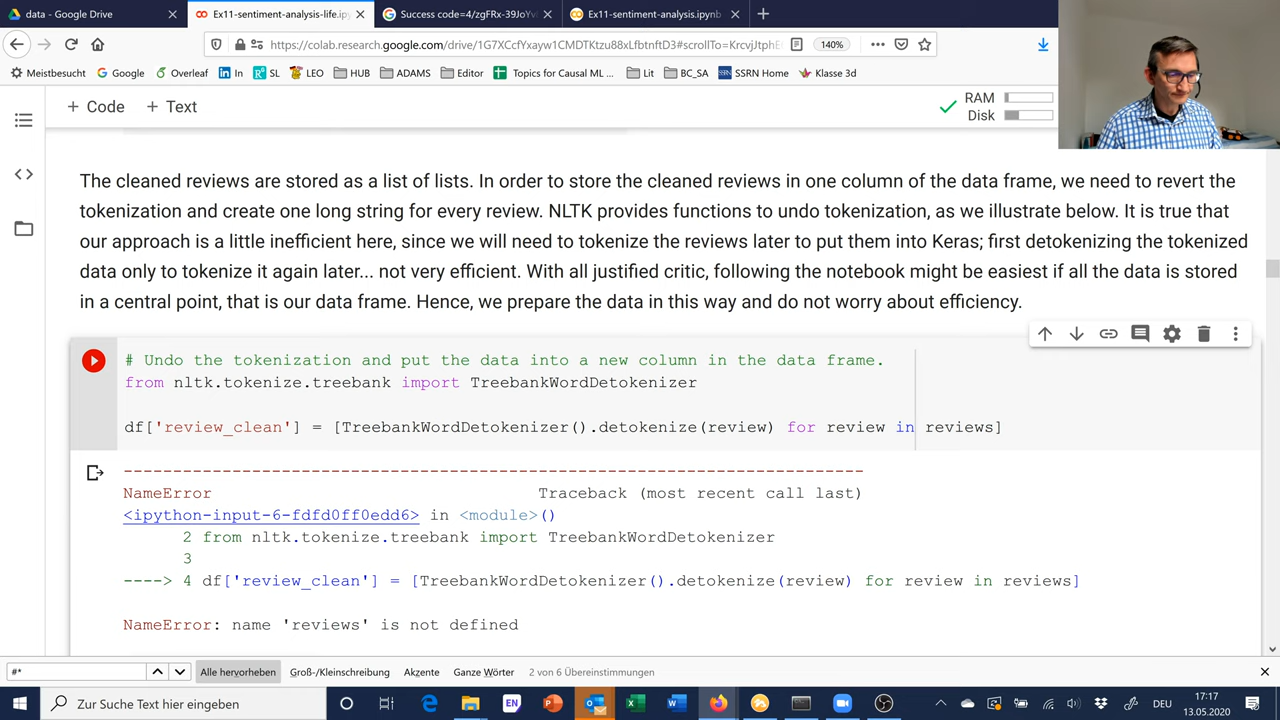 data - Google Drive
Ex11-sentiment-analysis-life.ipy
Success code=4/zgFRx-39JoYv
Ex11-sentiment-analysis.ipynb
https://colab.research.google.com/drive/1G7XCcfYxayw1CMDTKtzu88xLfbtnftD3#scrollTo=KrcvjJtphE
140%
Meistbesucht
Google
Overleaf
In
SL
LEO
HUB
ADAMS
Editor
Topics for Causal ML ...
Lit
BC_SA
SSRN Home
Klasse 3d
+ Code
+ Text
RAM
Disk
The cleaned reviews are stored as a list of lists. In order to store the cleaned reviews in one column of the data frame, we need to revert the
tokenization and create one long string for every review. NLTK provides functions to undo tokenization, as we illustrate below. It is true that
our approach is a little inefficient here, since we will need to tokenize the reviews later to put them into Keras; first detokenizing the tokenized
data only to tokenize it again later... not very efficient. With all justified critic, following the notebook might be easiest if all the data is stored
in a central point, that is our data frame. Hence, we prepare the data in this way and do not worry about efficiency.
# Undo the tokenization and put the data into a new column in the data frame.
from nltk.tokenize.treebank import TreebankWordDetokenizer
df['review_clean'] = [TreebankWordDetokenizer().detokenize(review) for review in reviews]
---------------------------------------------------------------------------
NameError Traceback (most recent call last)
<ipython-input-6-fdfd0ff0edd6> in <module>()
2 from nltk.tokenize.treebank import TreebankWordDetokenizer
3
----> 4 df['review_clean'] = [TreebankWordDetokenizer().detokenize(review) for review in reviews]
NameError: name 'reviews' is not defined
#*
Alle hervorheben
Groß-/Kleinschreibung
Akzente
Ganze Wörter
2 von 6 Übereinstimmungen
Zur Suche Text hier eingeben
EN
DEU
17:17
13.05.2020